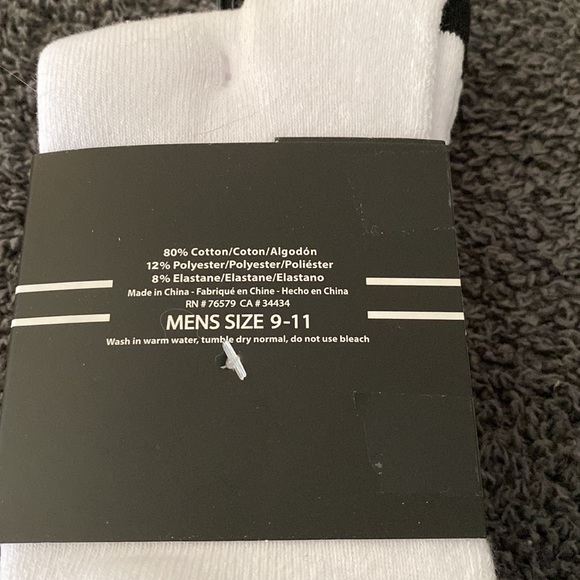 80% Cotton/Coton/Algodón
12% Polyester/Polyester/Poliéster
8% Elastane/Elastane/Elastano
Made in China - Fabriqué en Chine - Hecho en China
RN # 76579 CA # 34434
MENS SIZE 9-11
Wash in warm water, tumble dry normal, do not use bleach